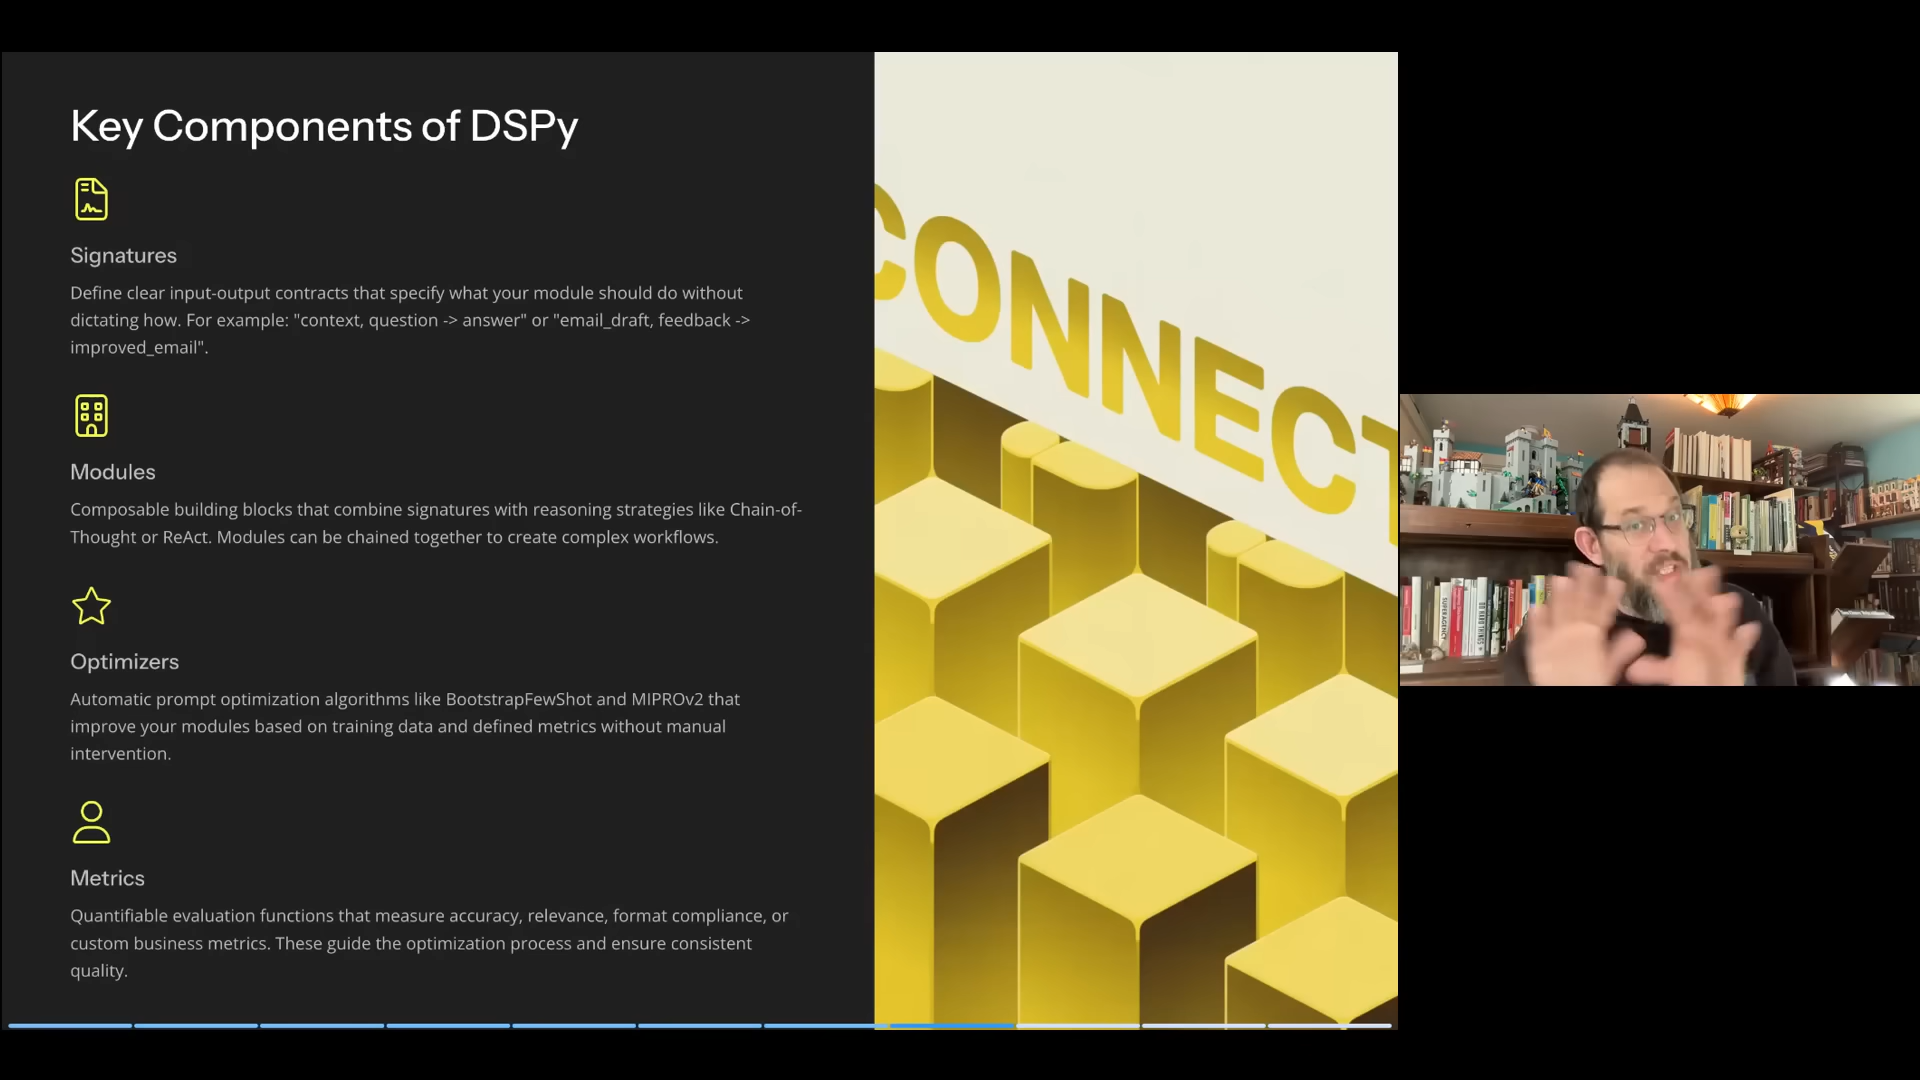 Key Components of DSPy
Signatures
Define clear input-output contracts that specify what your module should do without
dictating how. For example: "context, question -> answer" or "email_draft, feedback ->
improved_email".
Modules
Composable building blocks that combine signatures with reasoning strategies like Chain-of-
Thought or ReAct. Modules can be chained together to create complex workflows.
Optimizers
Automatic prompt optimization algorithms like BootstrapFewShot and MIPROv2 that
improve your modules based on training data and defined metrics without manual
intervention.
Metrics
Quantifiable evaluation functions that measure accuracy, relevance, format compliance, or
custom business metrics. These guide the optimization process and ensure consistent
quality.
CONNECT
SUPERAGENCY